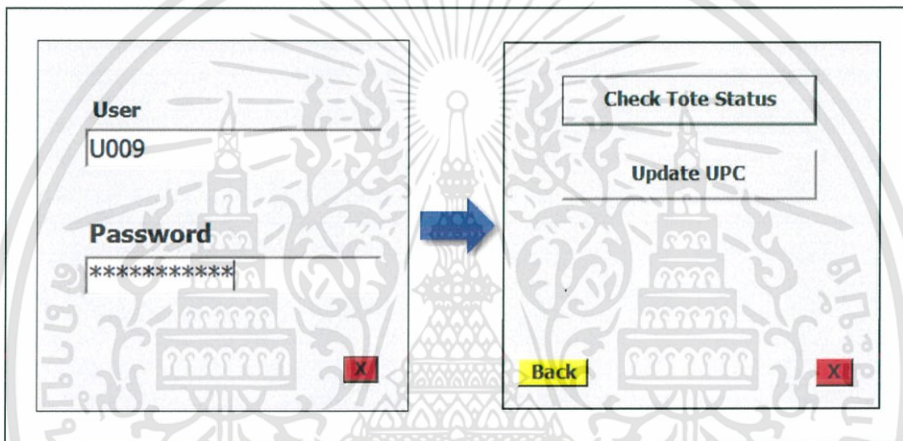 User
U009
Password
***********
X
Check Tote Status
Update UPC
Back
X